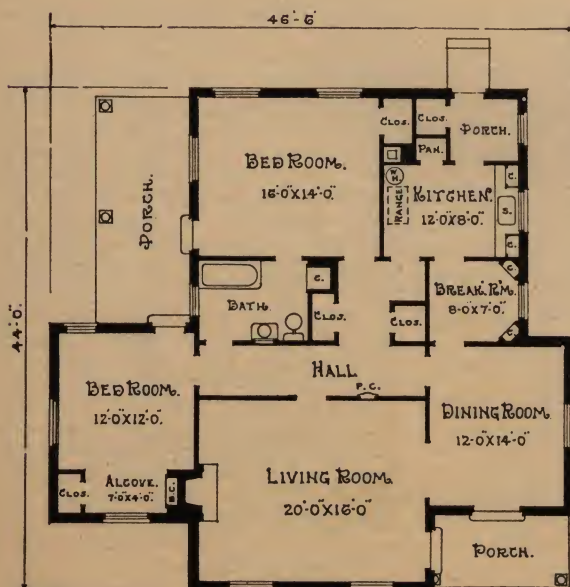 46'-6"
44'-0"
CLOS.
CLOS.
PORCH.
BED ROOM.
16'-0"X14'-0"
PAN.
W.H.
RANGE
KITCHEN.
12'-0"X8'-0"
C.
S.
C.
PORCH.
BATH.
C.
CLOS.
CLOS.
BREAK. R'M.
8-0"X7-0"
C.
C.
BED ROOM.
12'-0"X12'-0"
HALL
P.C.
DINING ROOM.
12'-0"X14'-0"
ALCOVE.
7'-0"X4'-0"
CLOS.
B.C.
LIVING ROOM.
20'-0"X16'-0"
PORCH.